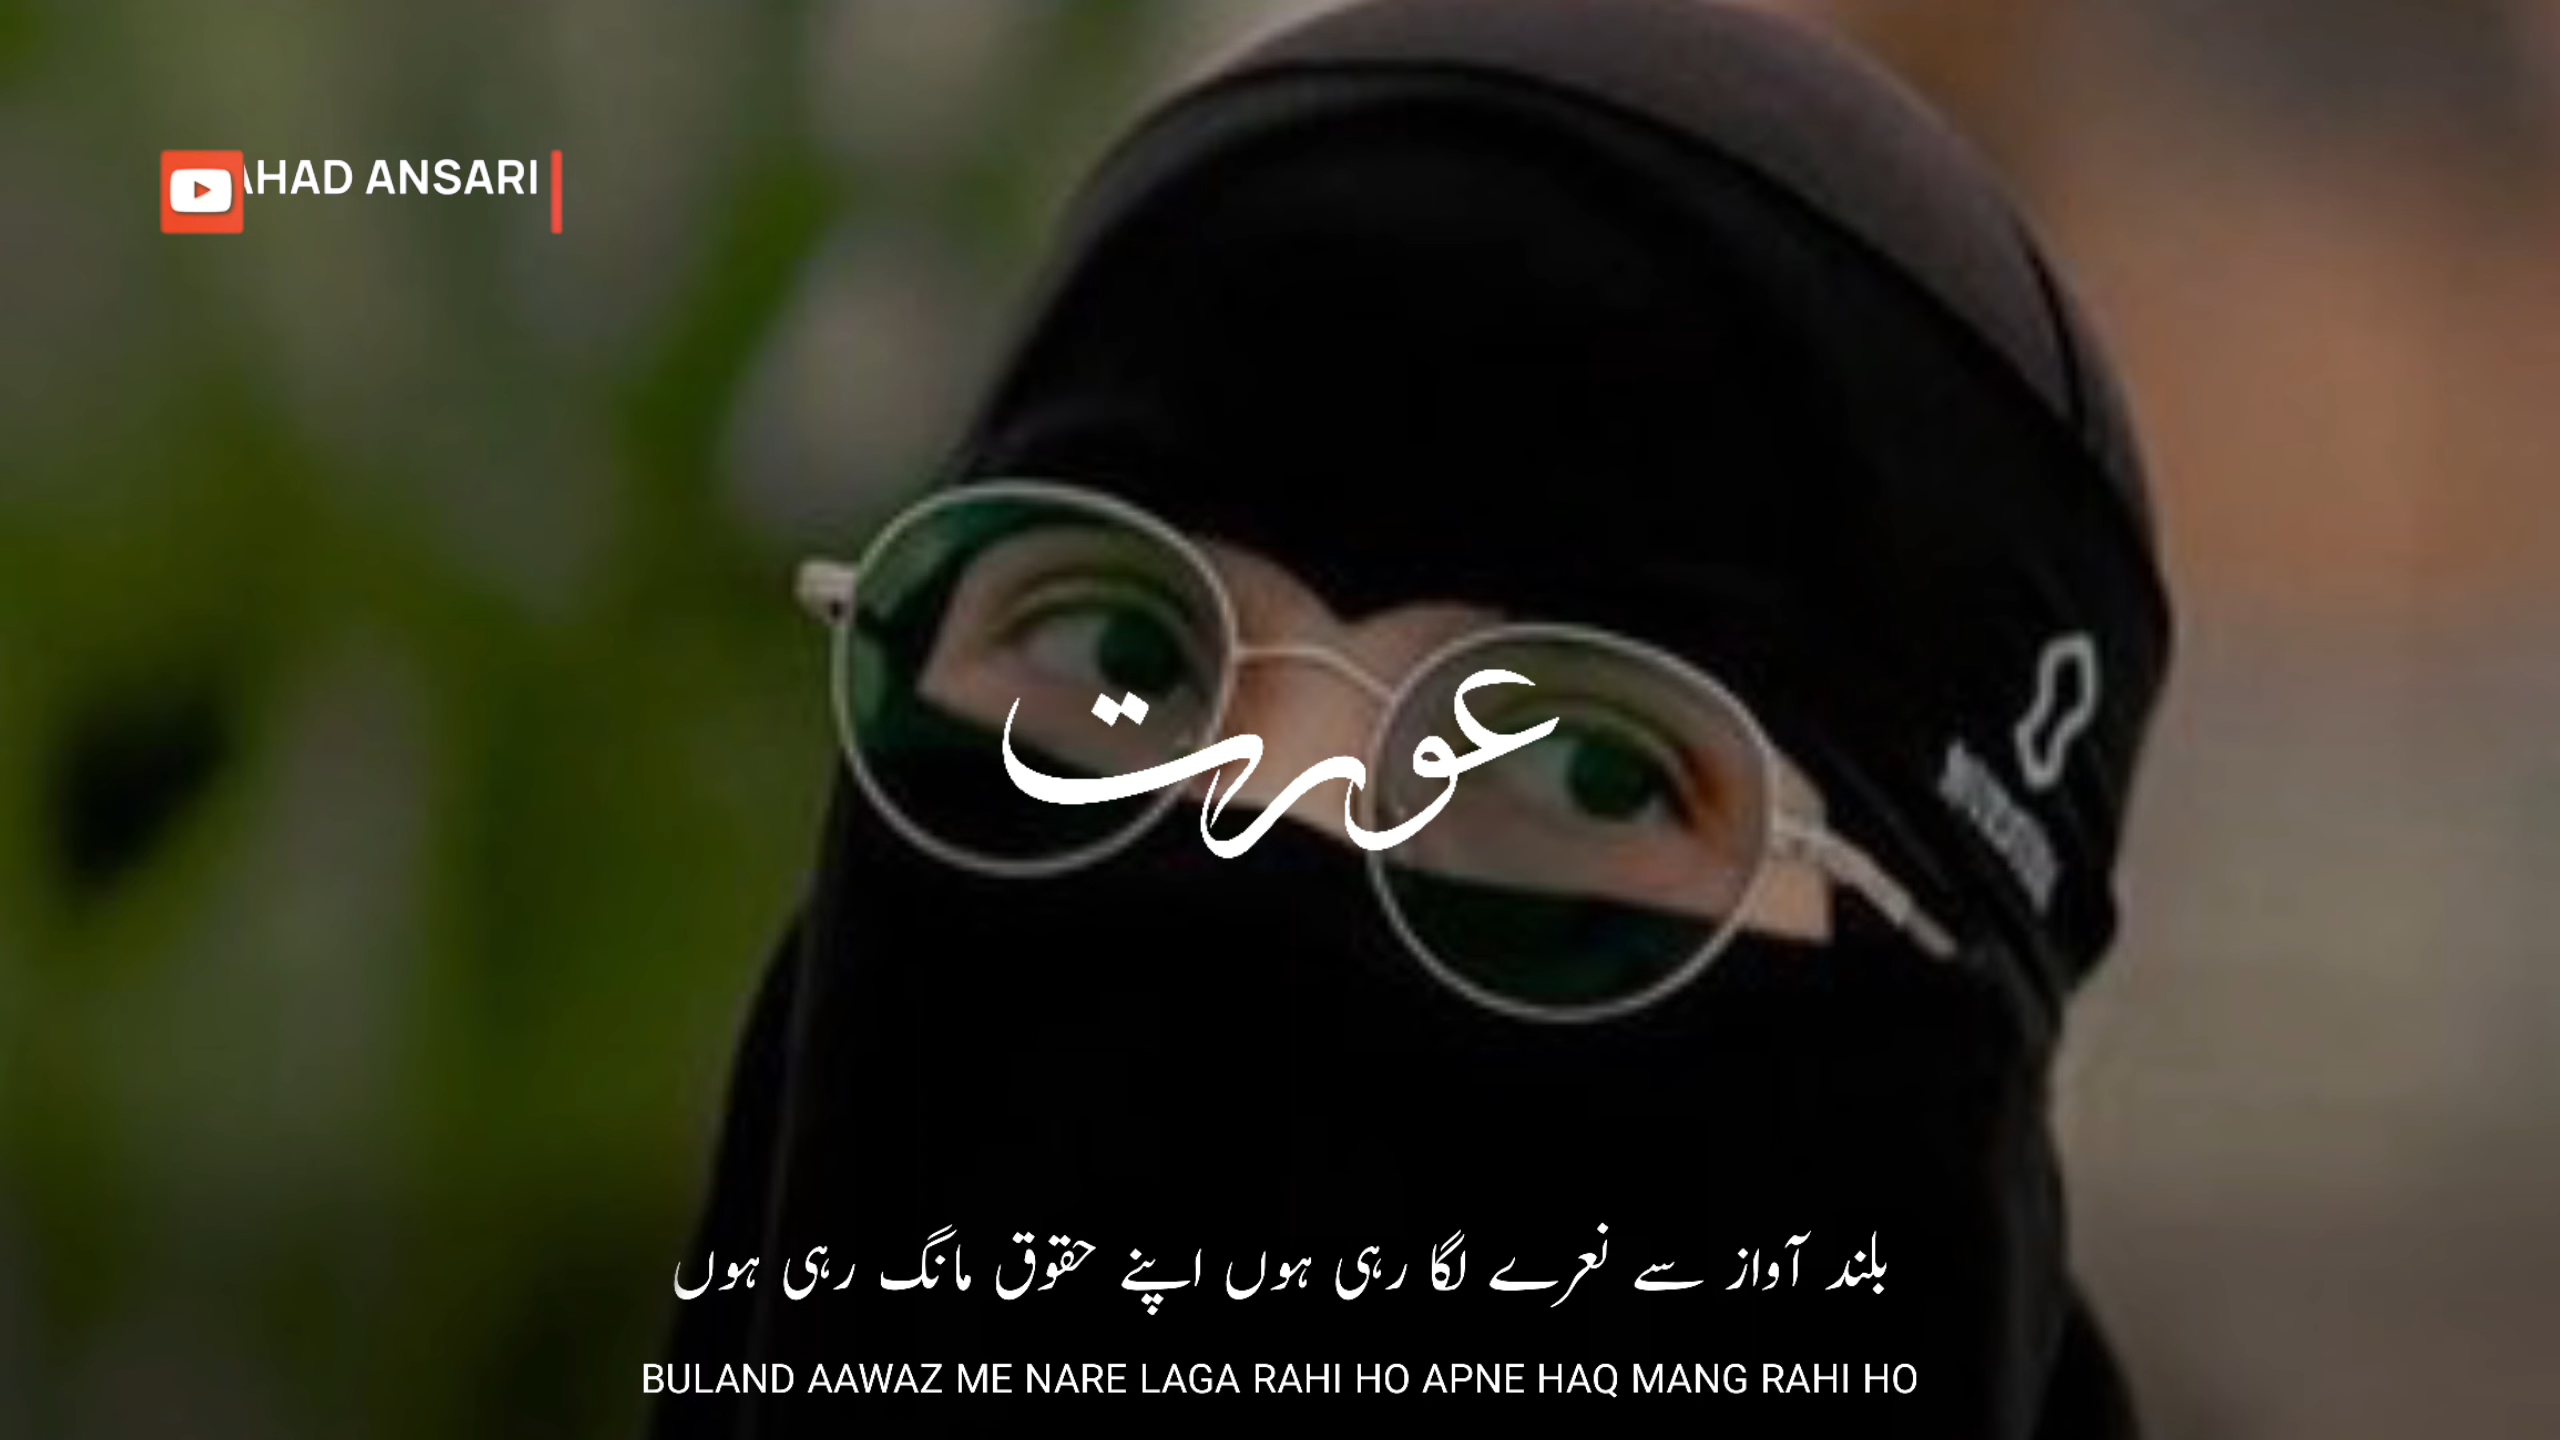 AHAD ANSARI
عورت
بلند آواز سے نعرے لگا رہی ہوں اپنے حقوق مانگ رہی ہوں
BULAND AAWAZ ME NARE LAGA RAHI HO APNE HAQ MANG RAHI HO